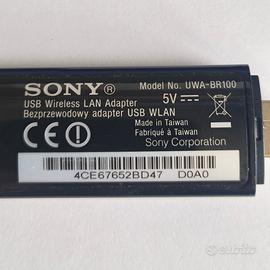 SONY® Model No. UWA-BR100
USB Wireless LAN Adapter 5V
Bezprzewodowy adapter USB WLAN
Made in Taiwan
Fabriqué à Taiwan
Sony Corporation
4CE67652BD47 D0A0
subito